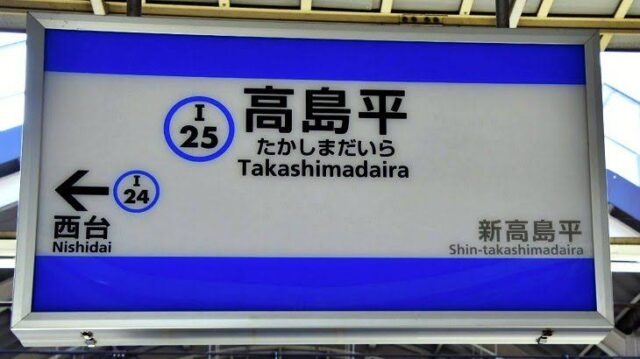 I
25
高島平
たかしまだいら
Takashimadaira
I
24
西台
Nishidai
新高島平
Shin-takashimadaira